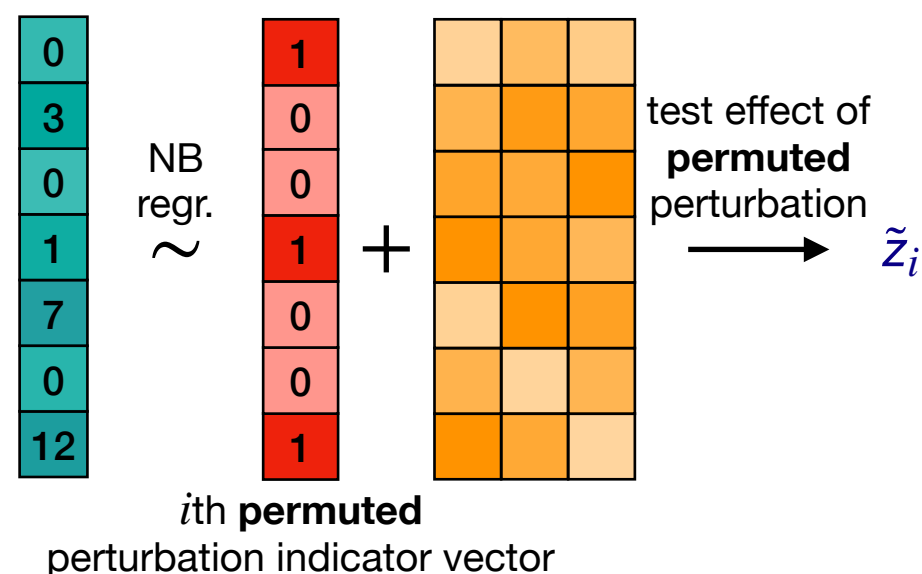 0
3
0
1
7
0
12
NB
regr.
~
1
0
0
1
0
0
1
+
test effect of
permuted
perturbation
z̃ᵢ
ith permuted
perturbation indicator vector